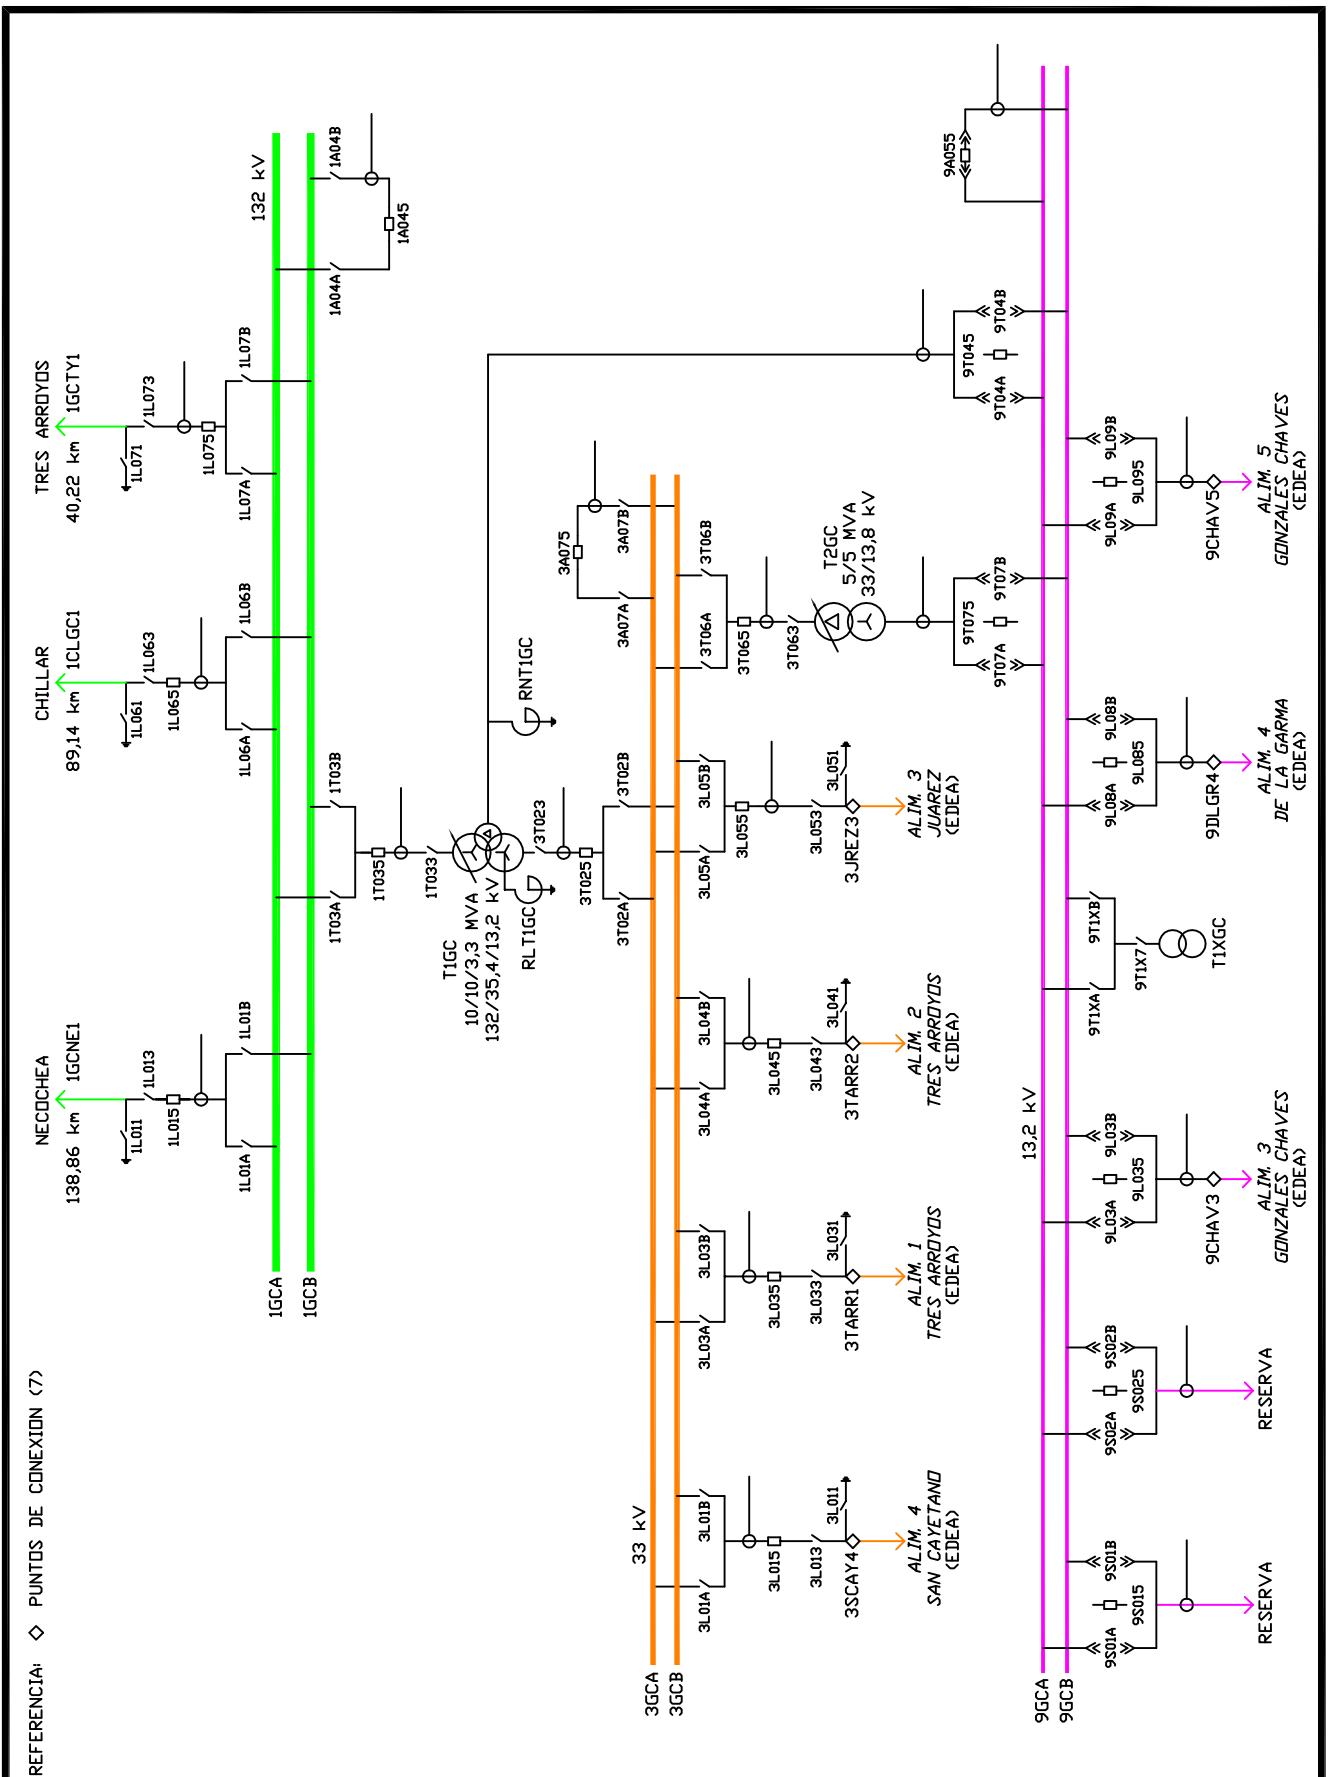 REFERENCIA: ◇ PUNTOS DE CONEXION (7)
NECOCHEA
138,86 km 1GCNE1
1L011
1L013
1L015
1L01A
1L01B
CHILLAR
89,14 km 1CLGC1
1L061
1L063
1L065
1L06A
1L06B
TRES ARROYOS
40,22 km 1GCTY1
1L071
1L073
1L075
1L07A
1L07B
132 kV
1GCA
1GCB
1A04A
1A04B
1A045
1T03A
1T03B
1T035
1T033
T1GC
10/10/3,3 MVA
132/35,4/13,2 kV
RLT1GC
RNT1GC
3T023
3T025
3T02A
3T02B
33 kV
3GCA
3GCB
3A07A
3A07B
3A075
3L01A
3L01B
3L015
3L013
3L011
3SCAY4
ALIM. 4
SAN CAYETANO
(EDEA)
3L03A
3L03B
3L035
3L033
3L031
3TARR1
ALIM. 1
TRES ARROYOS
(EDEA)
3L04A
3L04B
3L045
3L043
3L041
3TARR2
ALIM. 2
TRES ARROYOS
(EDEA)
3L05A
3L05B
3L055
3L053
3L051
3JREZ3
ALIM. 3
JUAREZ
(EDEA)
3T06A
3T06B
3T065
3T063
T2GC
5/5 MVA
33/13,8 kV
9T07A
9T075
9T07B
9T04A
9T045
9T04B
9A055
13,2 kV
9GCA
9GCB
9S01A
9S01B
9S015
RESERVA
9S02A
9S02B
9S025
RESERVA
9L03A
9L03B
9L035
9CHAV3
ALIM. 3
GONZALES CHAVES
(EDEA)
9T1XA
9T1XB
9T1X7
T1XGC
9L08A
9L08B
9L085
9DLGR4
ALIM. 4
DE LA GARMA
(EDEA)
9L09A
9L09B
9L095
9CHAV5
ALIM. 5
GONZALES CHAVES
(EDEA)